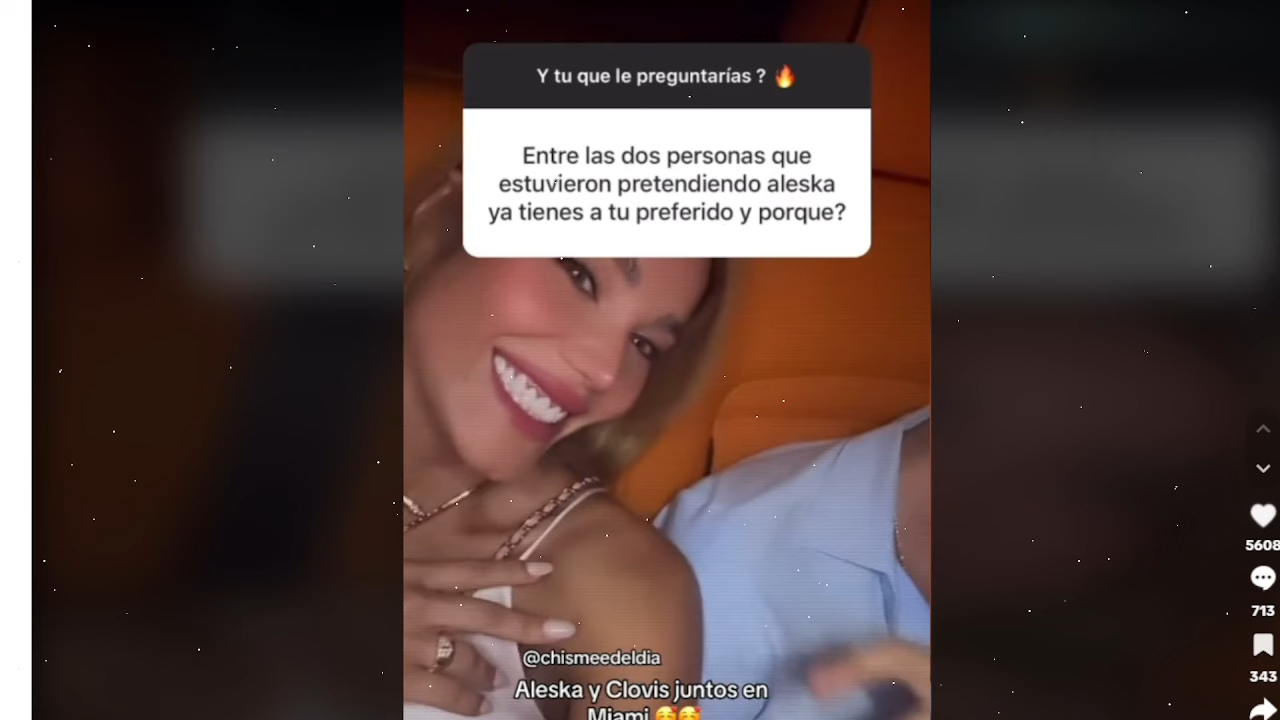 Y tu que le preguntarías ? 🔥
Entre las dos personas que
estuvieron pretendiendo aleska
ya tienes a tu preferido y porque?
@chismeedeldia
Aleska y Clovis juntos en
Miami 🥰🥰
5608
713
343